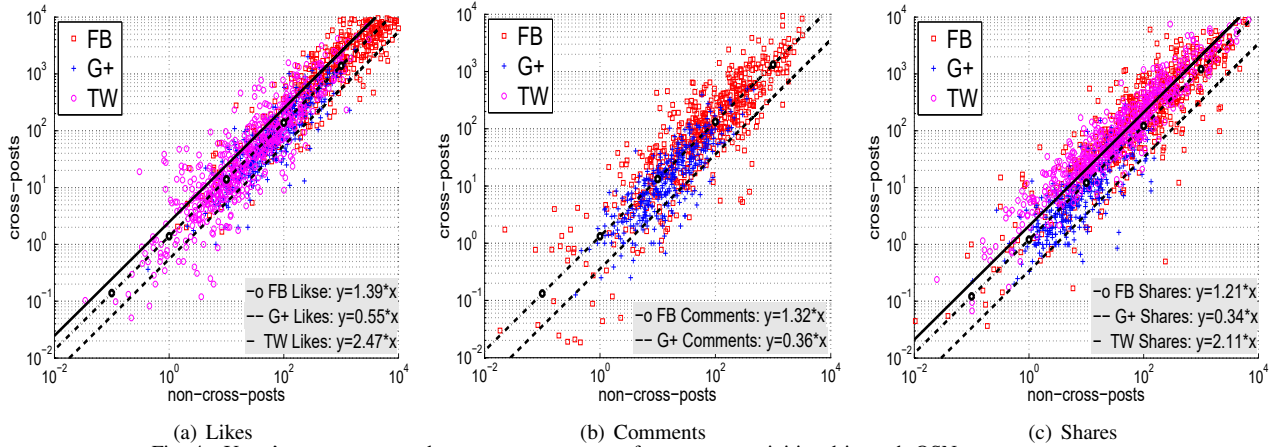 10^4
10^3
10^2
10^1
10^0
10^-1
10^-2
10^-2
10^0
10^2
10^4
cross-posts
non-cross-posts
FB
G+
TW
FB Likse: y=1.39*x
G+ Likes: y=0.55*x
TW Likes: y=2.47*x
(a) Likes
10^4
10^3
10^2
10^1
10^0
10^-1
10^-2
10^-2
10^0
10^2
10^4
cross-posts
non-cross-posts
FB
G+
TW
FB Comments: y=1.32*x
G+ Comments: y=0.36*x
(b) Comments
10^4
10^3
10^2
10^1
10^0
10^-1
10^-2
10^-2
10^0
10^2
10^4
cross-posts
non-cross-posts
FB
G+
TW
FB Shares: y=1.21*x
G+ Shares: y=0.34*x
TW Shares: y=2.11*x
(c) Shares